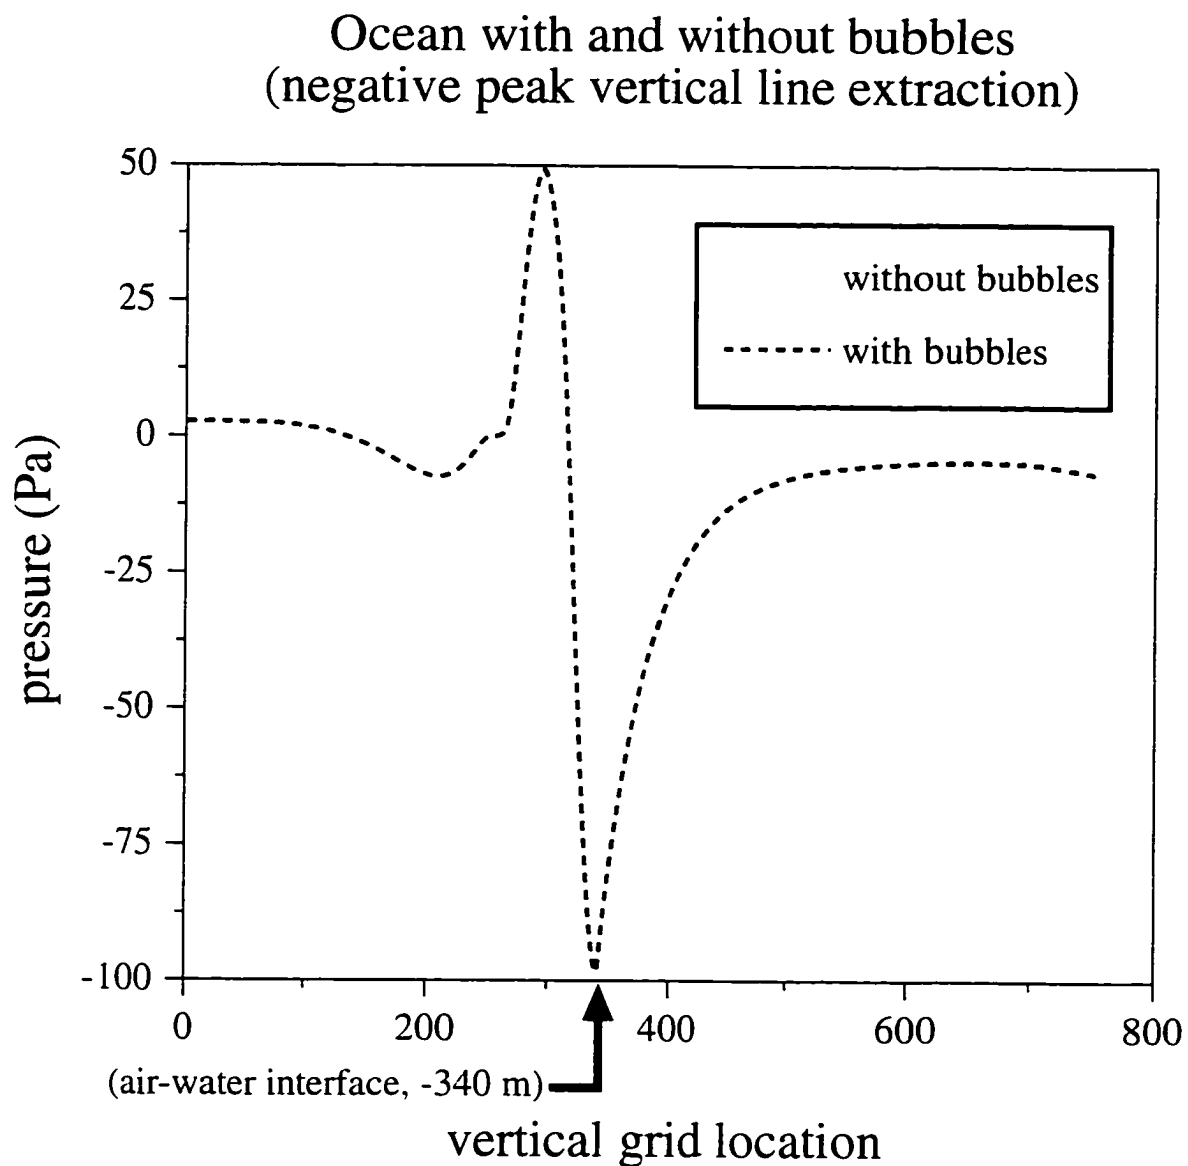 Ocean with and without bubbles
(negative peak vertical line extraction)
50
25
0
-25
-50
-75
-100
pressure (Pa)
without bubbles
with bubbles
0
200
400
600
800
(air-water interface, -340 m)
vertical grid location